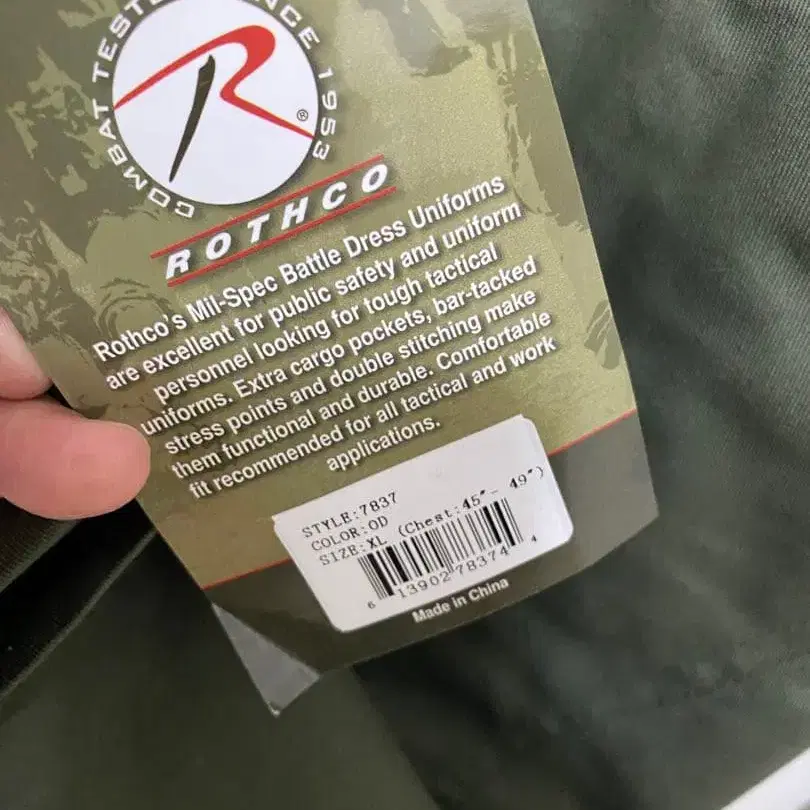 COMBAT TESTED SINCE 1953
R®
ROTHCO
Rothco's Mil-Spec Battle Dress Uniforms
are excellent for public safety and uniform
personnel looking for tough tactical
uniforms. Extra cargo pockets, bar-tacked
stress points and double stitching make
them functional and durable. Comfortable
fit recommended for all tactical and work
applications.
STYLE:7837
COLOR:OD
SIZE:XL (Chest:45"- 49")
6 13902 78374 4
Made in China